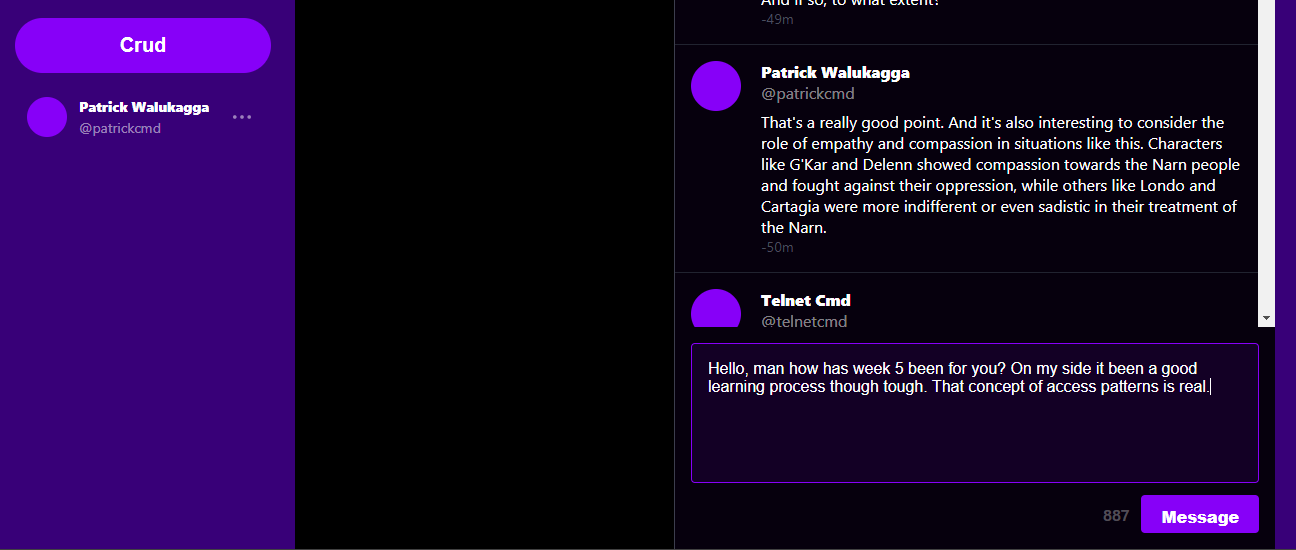 Crud
Patrick Walukagga
@patrickcmd
...
And if so, to what extent?
-49m
Patrick Walukagga
@patrickcmd
That's a really good point. And it's also interesting to consider the
role of empathy and compassion in situations like this. Characters
like G'Kar and Delenn showed compassion towards the Narn people
and fought against their oppression, while others like Londo and
Cartagia were more indifferent or even sadistic in their treatment of
the Narn.
-50m
Telnet Cmd
@telnetcmd
Hello, man how has week 5 been for you? On my side it been a good
learning process though tough. That concept of access patterns is real.
887
Message